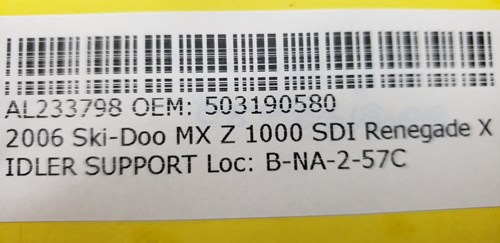 AL233798 OEM: 503190580
2006 Ski-Doo MX Z 1000 SDI Renegade X
IDLER SUPPORT Loc: B-NA-2-57C